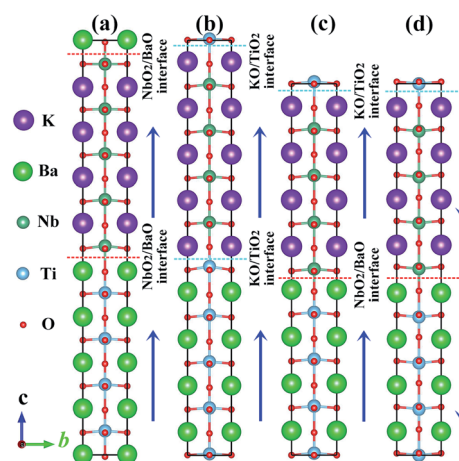 (a)
(b)
(c)
(d)
NbO2/BaO
interface
KO/TiO2
interface
KO/TiO2
interface
K
Ba
Nb
Ti
O
NbO2/BaO
interface
KO/TiO2
interface
NbO2/BaO
interface
c
b